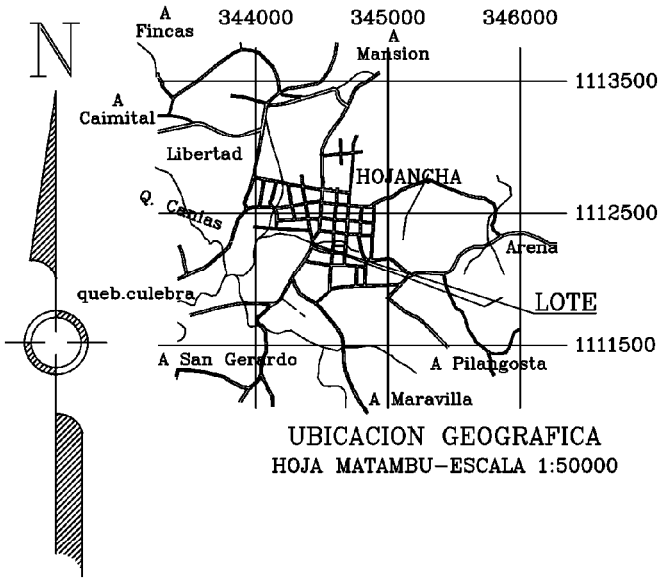 344000 345000 346000
N
A
Fincas
A
Mansion
1113500
A
Caimital
Libertad
HOJANCHA
Q. Canias
1112500
Arena
queb.culebra
LOTE
1111500
A San Gerardo
A Pilangosta
A Maravilla
UBICACION GEOGRAFICA
HOJA MATAMBU-ESCALA 1:50000